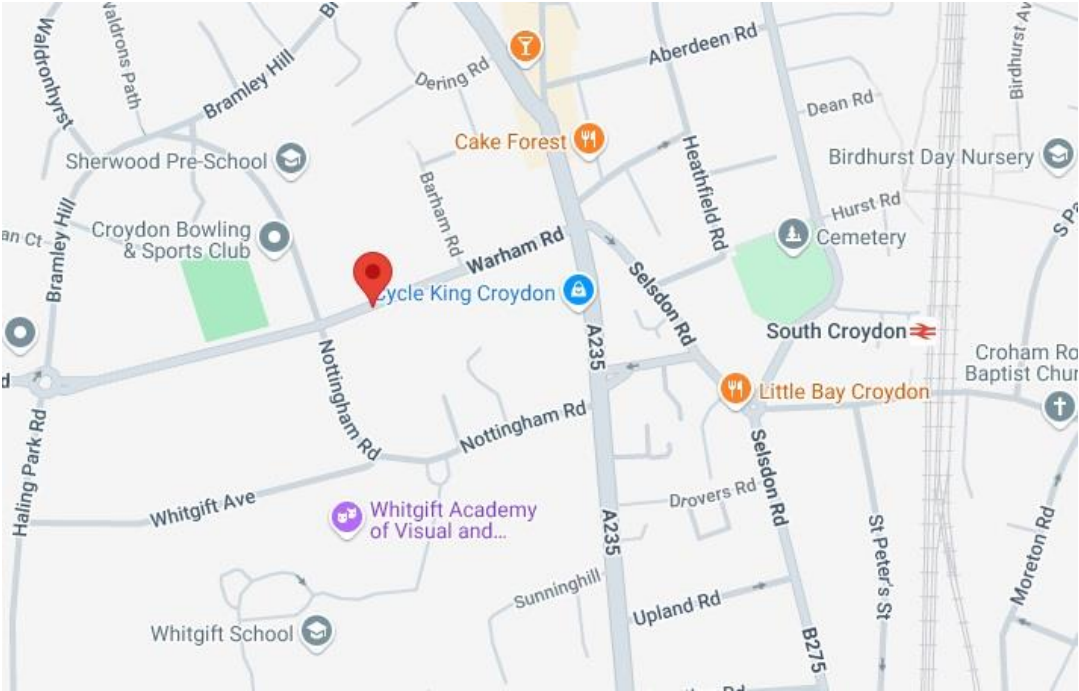 Waldronhyrst
Waldrons Path
Bramley Hill
Dering Rd
Aberdeen Rd
Birdhurst Av
Dean Rd
Cake Forest
Sherwood Pre-School
Birdhurst Day Nursery
Heathfield Rd
Barham Rd
Hurst Rd
Croydon Bowling
& Sports Club
Cemetery
Warham Rd
Bramley Hill
Selsdon Rd
Cycle King Croydon
South Croydon
A235
Nottingham Rd
Croham Ro
Baptist Chur
Little Bay Croydon
Nottingham Rd
Haling Park Rd
Selsdon Rd
Whitgift Ave
Drovers Rd
Whitgift Academy
of Visual and...
A235
St Peter's St
Moreton Rd
Sunninghill
Upland Rd
Whitgift School
B275